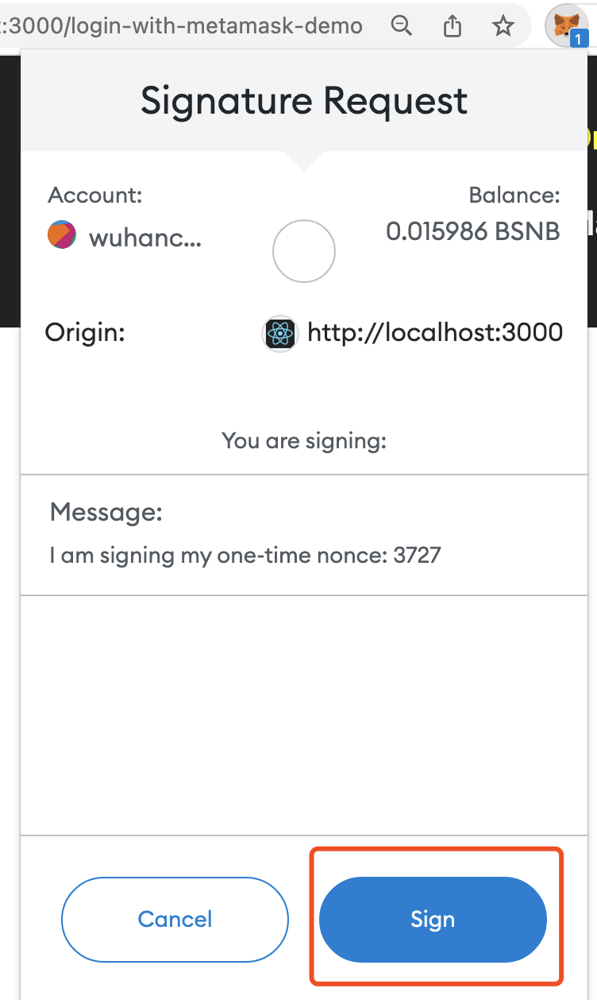 :3000/login-with-metamask-demo
1
Signature Request
Account:
Balance:
wuhanc...
0.015986 BSNB
Origin:
http://localhost:3000
You are signing:
Message:
I am signing my one-time nonce: 3727
Cancel
Sign